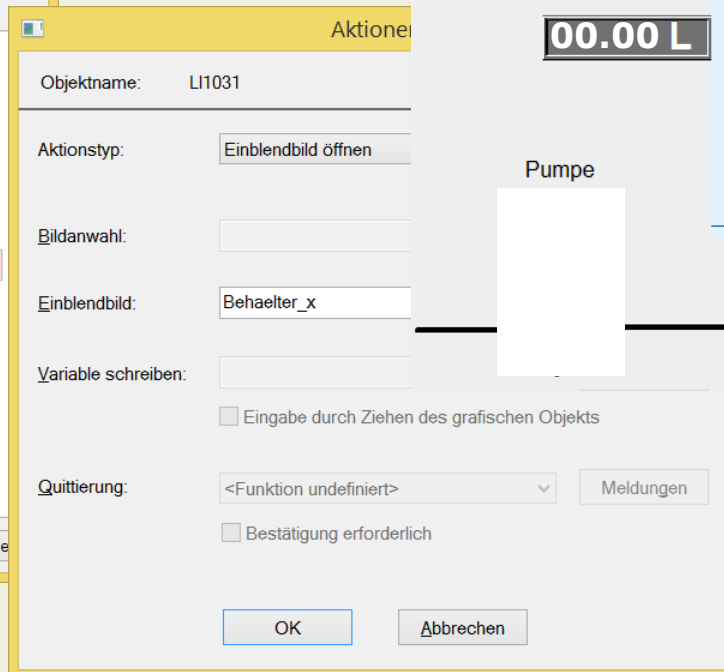 Aktionen
00.00 L
Objektname: LI1031
Aktionstyp: Einblendbild öffnen
Pumpe
Bildanwahl:
Einblendbild: Behaelter_x
Variable schreiben:
Eingabe durch Ziehen des grafischen Objekts
Quittierung: <Funktion undefiniert> Meldungen
Bestätigung erforderlich
OK Abbrechen